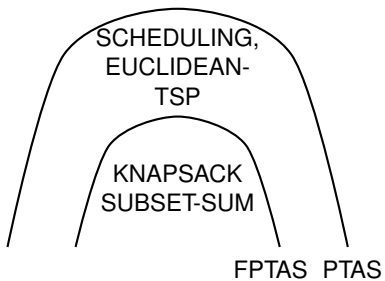 SCHEDULING,
EUCLIDEAN-
TSP
KNAPSACK
SUBSET-SUM
FPTAS PTAS